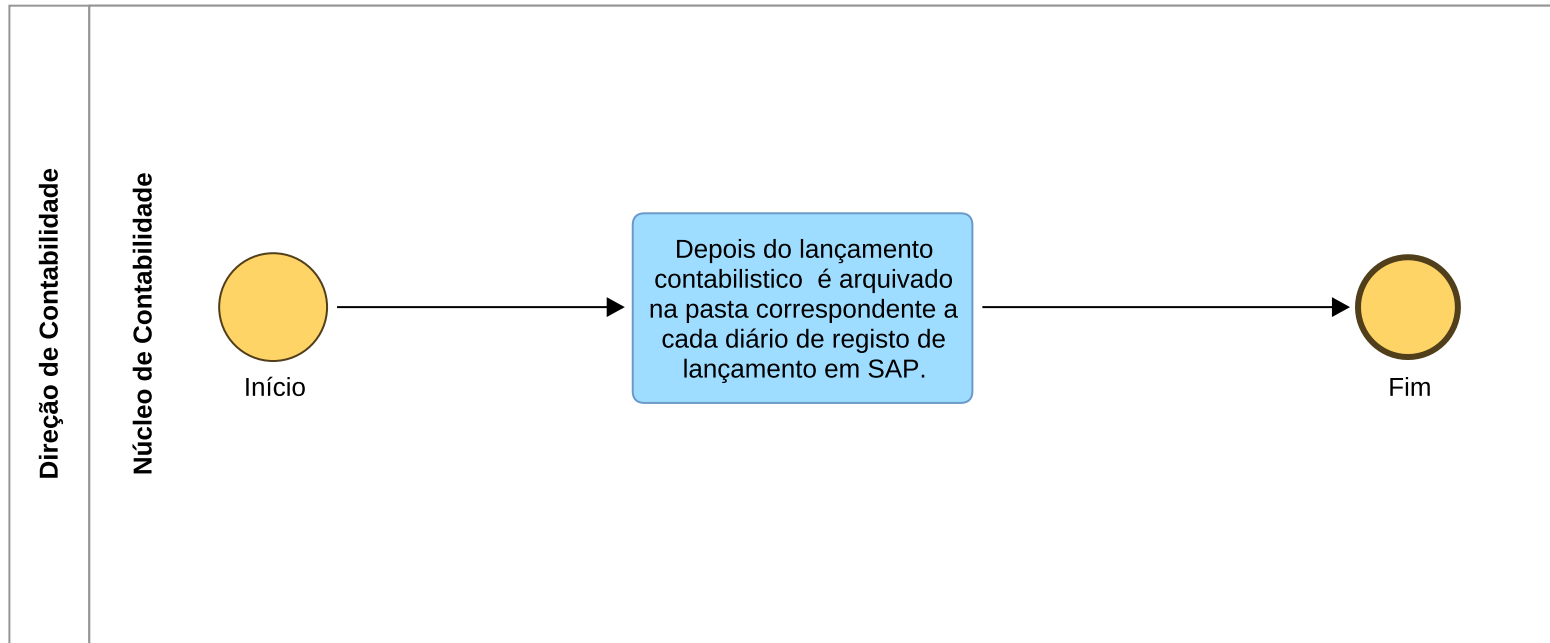 Direção de Contabilidade
Núcleo de Contabilidade
Início
Depois do lançamento
contabilistico  é arquivado
na pasta correspondente a
cada diário de registo de
lançamento em SAP.
Fim